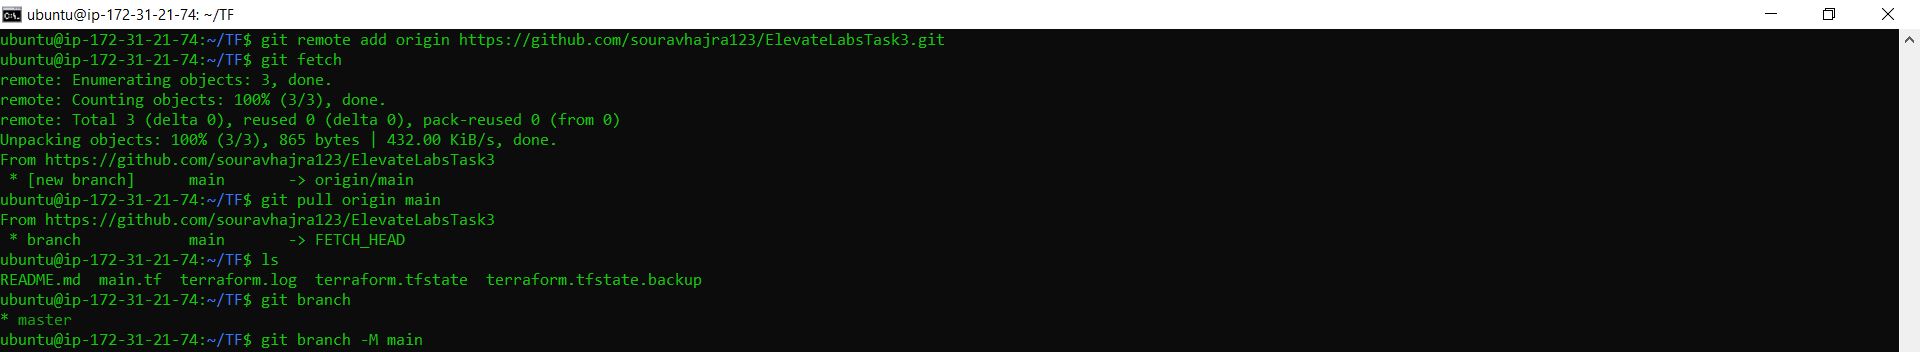 ubuntu@ip-172-31-21-74: ~/TF
ubuntu@ip-172-31-21-74:~/TF$ git remote add origin https://github.com/souravhajra123/ElevateLabsTask3.git
ubuntu@ip-172-31-21-74:~/TF$ git fetch
remote: Enumerating objects: 3, done.
remote: Counting objects: 100% (3/3), done.
remote: Total 3 (delta 0), reused 0 (delta 0), pack-reused 0 (from 0)
Unpacking objects: 100% (3/3), 865 bytes | 432.00 KiB/s, done.
From https://github.com/souravhajra123/ElevateLabsTask3
 * [new branch]      main       -> origin/main
ubuntu@ip-172-31-21-74:~/TF$ git pull origin main
From https://github.com/souravhajra123/ElevateLabsTask3
 * branch            main       -> FETCH_HEAD
ubuntu@ip-172-31-21-74:~/TF$ ls
README.md  main.tf  terraform.log  terraform.tfstate  terraform.tfstate.backup
ubuntu@ip-172-31-21-74:~/TF$ git branch
* master
ubuntu@ip-172-31-21-74:~/TF$ git branch -M main